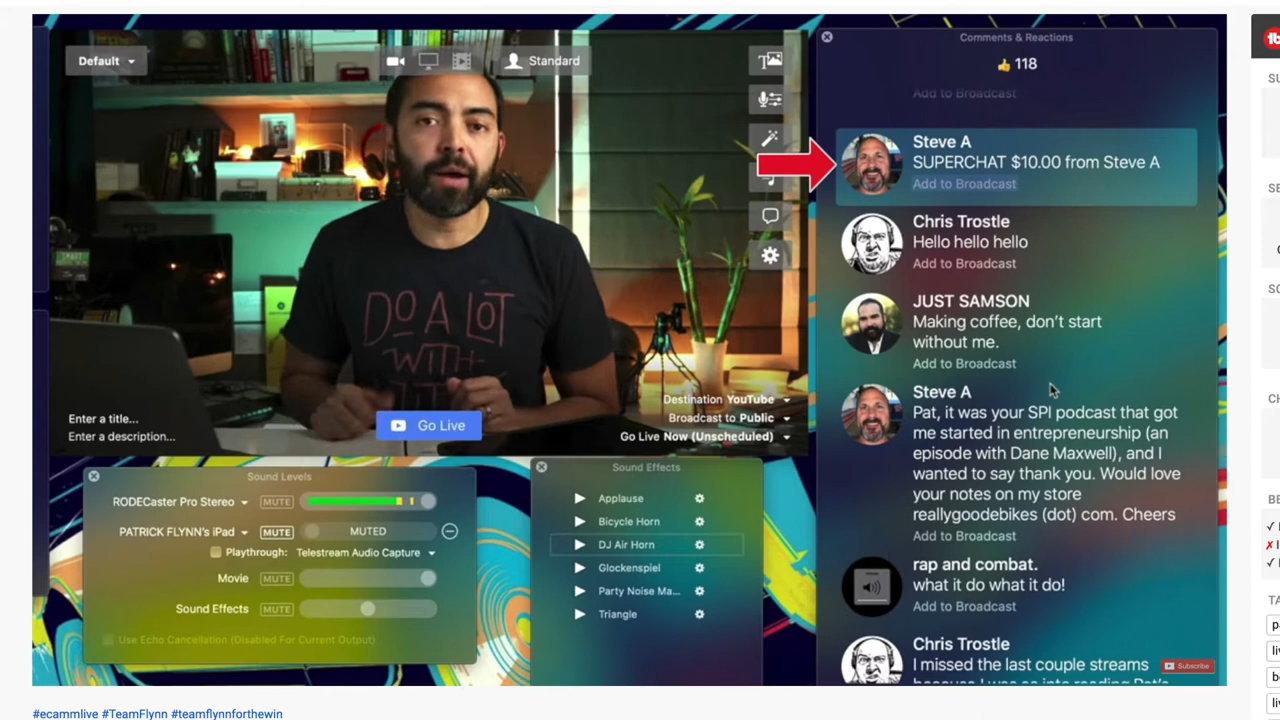 Default
Standard
DO A LOT
WITH
Enter a title...
Enter a description...
Go Live
Destination YouTube
Broadcast to Public
Go Live Now (Unscheduled)
Sound Levels
RODECaster Pro Stereo
MUTE
PATRICK FLYNN's iPad
MUTE
MUTED
Playthrough: Telestream Audio Capture
Movie
MUTE
Sound Effects
MUTE
Use Echo Cancellation (Disabled For Current Output)
Sound Effects
Applause
Bicycle Horn
DJ Air Horn
Glockenspiel
Party Noise Ma...
Triangle
Comments & Reactions
👍 118
Add to Broadcast
Steve A
SUPERCHAT $10.00 from Steve A
Add to Broadcast
Chris Trostle
Hello hello hello
Add to Broadcast
JUST SAMSON
Making coffee, don't start
without me.
Add to Broadcast
Steve A
Pat, it was your SPI podcast that got
me started in entrepreneurship (an
episode with Dane Maxwell), and I
wanted to say thank you. Would love
your notes on my store
reallygoodebikes (dot) com. Cheers
Add to Broadcast
rap and combat.
what it do what it do!
Add to Broadcast
Chris Trostle
I missed the last couple streams
because I was so into reading Pat's
Subscribe
#ecammlive #TeamFlynn #teamflynnforthewin